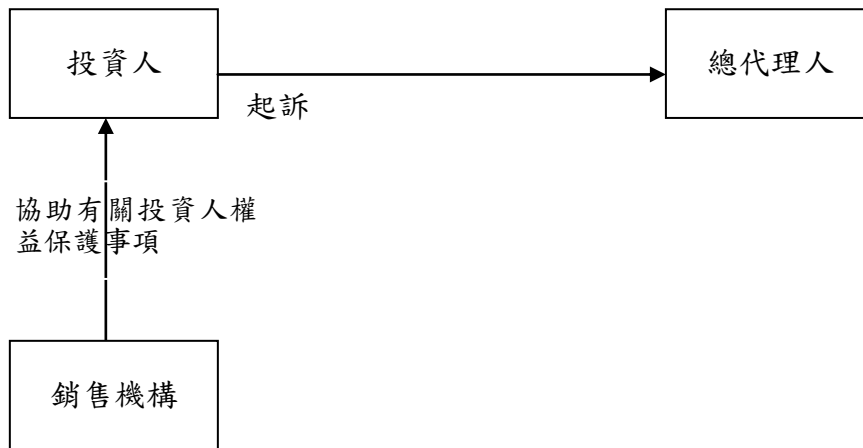 投資人
總代理人
起訴
協助有關投資人權
益保護事項
銷售機構